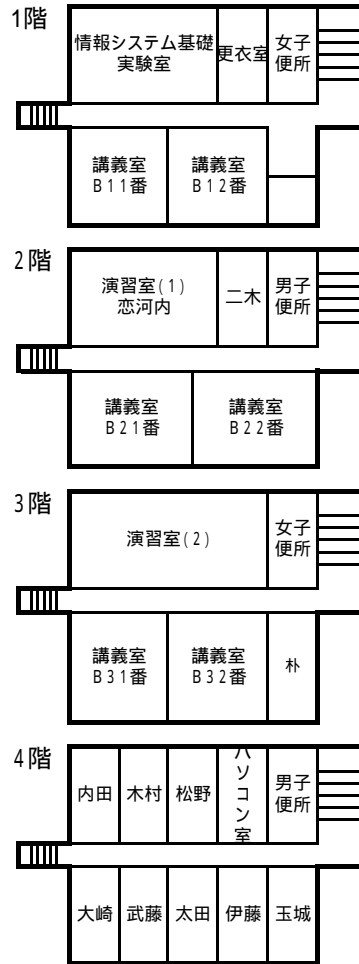 1階
情報システム基礎
実験室
更衣室
女子
便所
講義室
B11番
講義室
B12番
2階
演習室(1)
恋河内
二木
男子
便所
講義室
B21番
講義室
B22番
3階
演習室(2)
女子
便所
講義室
B31番
講義室
B32番
朴
4階
内田
木村
松野
パソコン室
男子
便所
大崎
武藤
太田
伊藤
玉城